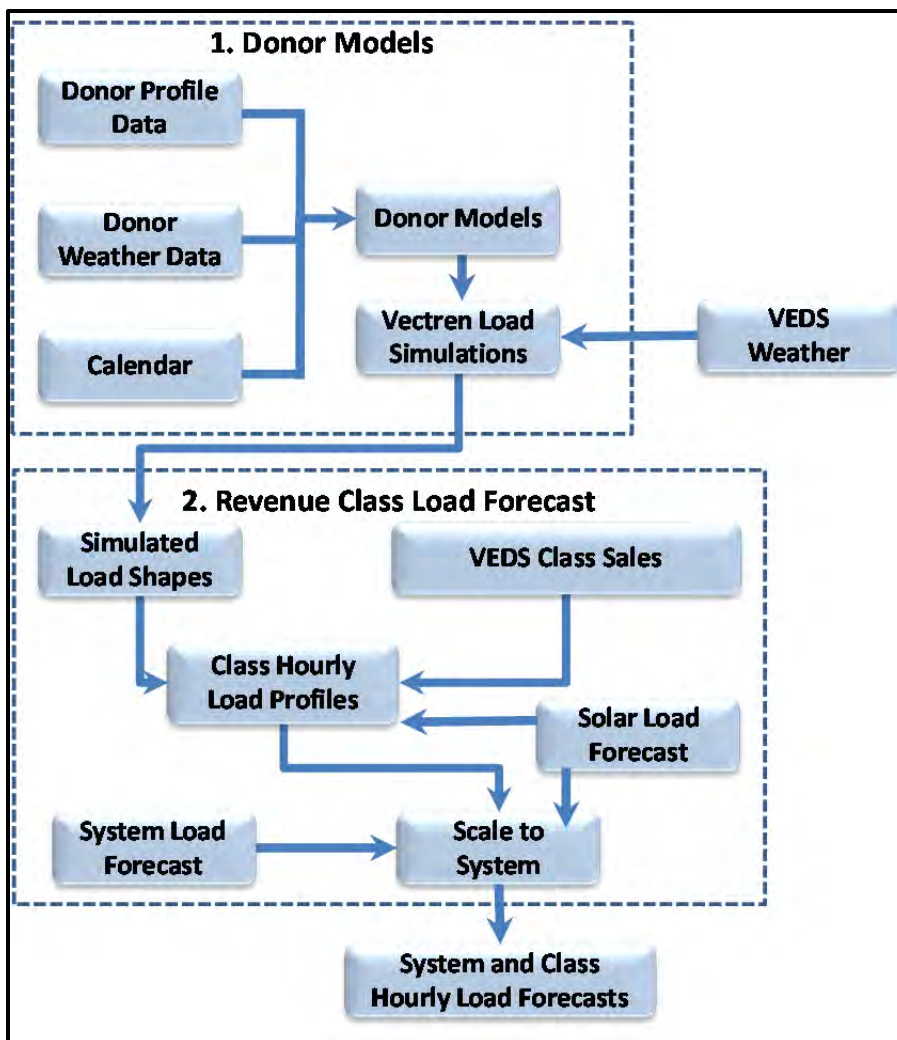 1. Donor Models
Donor Profile
Data
Donor
Weather Data
Calendar
Donor Models
Vectren Load
Simulations
VEDS
Weather
2. Revenue Class Load Forecast
Simulated
Load Shapes
VEDS Class Sales
Class Hourly
Load Profiles
Solar Load
Forecast
System Load
Forecast
Scale to
System
System and Class
Hourly Load Forecasts